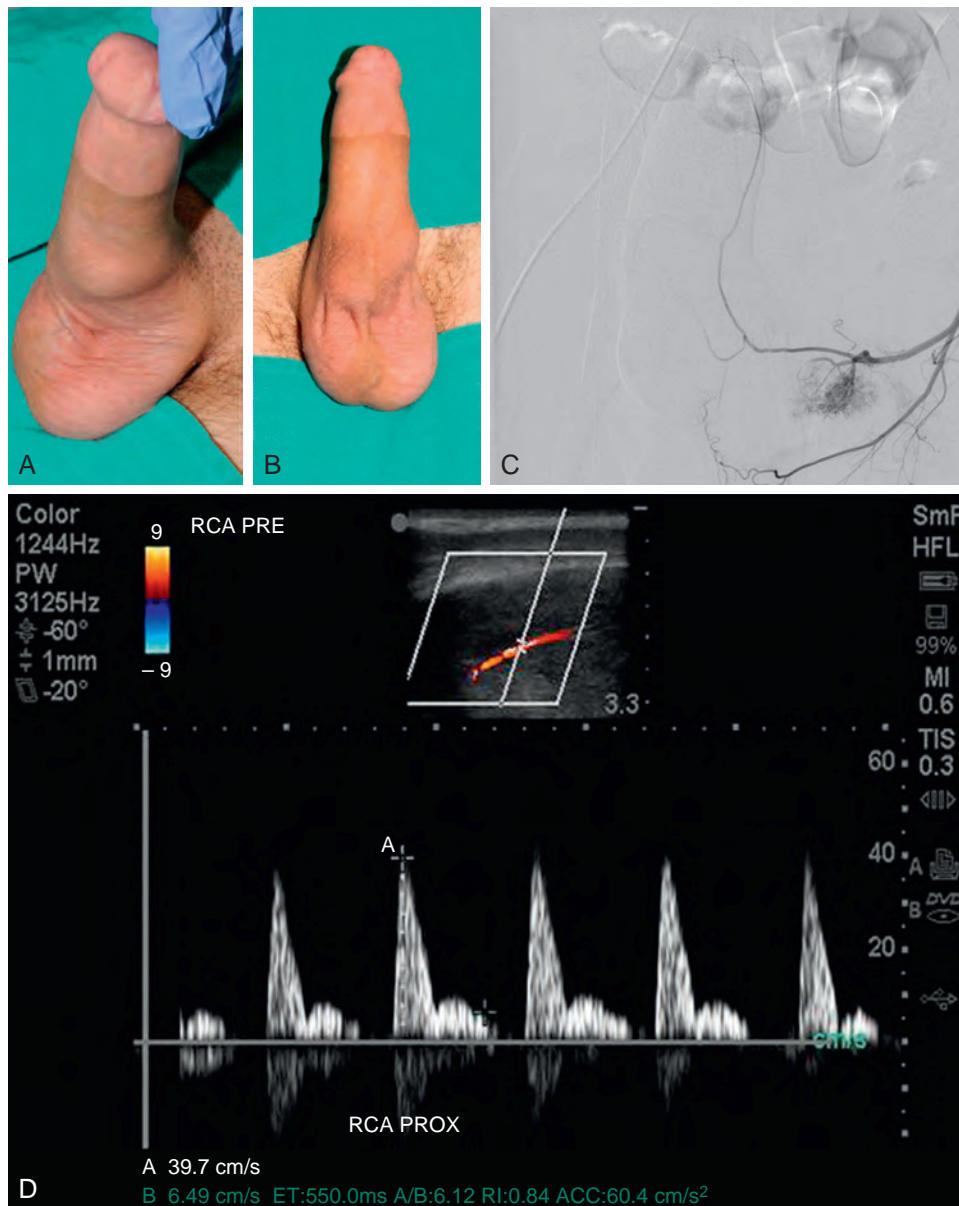 A
B
C
Color
1244Hz
PW
3125Hz
-60°
1mm
-20°
9
RCA PRE
– 9
3.3
HFL
99%
MI
0.6
TIS
0.3
60
40
20
A
A
B
DVD
cm/s
RCA PROX
A 39.7 cm/s
B 6.49 cm/s ET:550.0ms A/B:6.12 RI:0.84 ACC:60.4 cm/s²
D